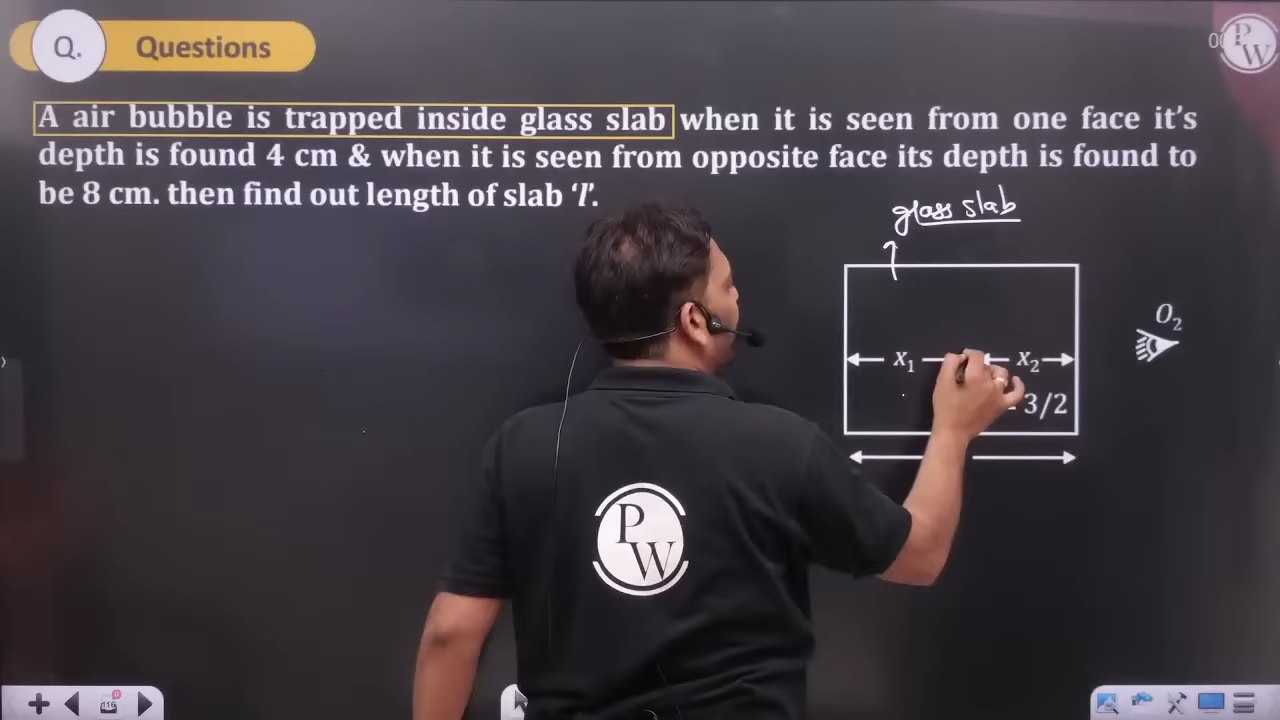 Q.
Questions
A air bubble is trapped inside glass slab when it is seen from one face it's
depth is found 4 cm & when it is seen from opposite face its depth is found to
be 8 cm. then find out length of slab ‘l’.
glass slab
x₁
x₂
3/2
O₂
P
W
P
W
116